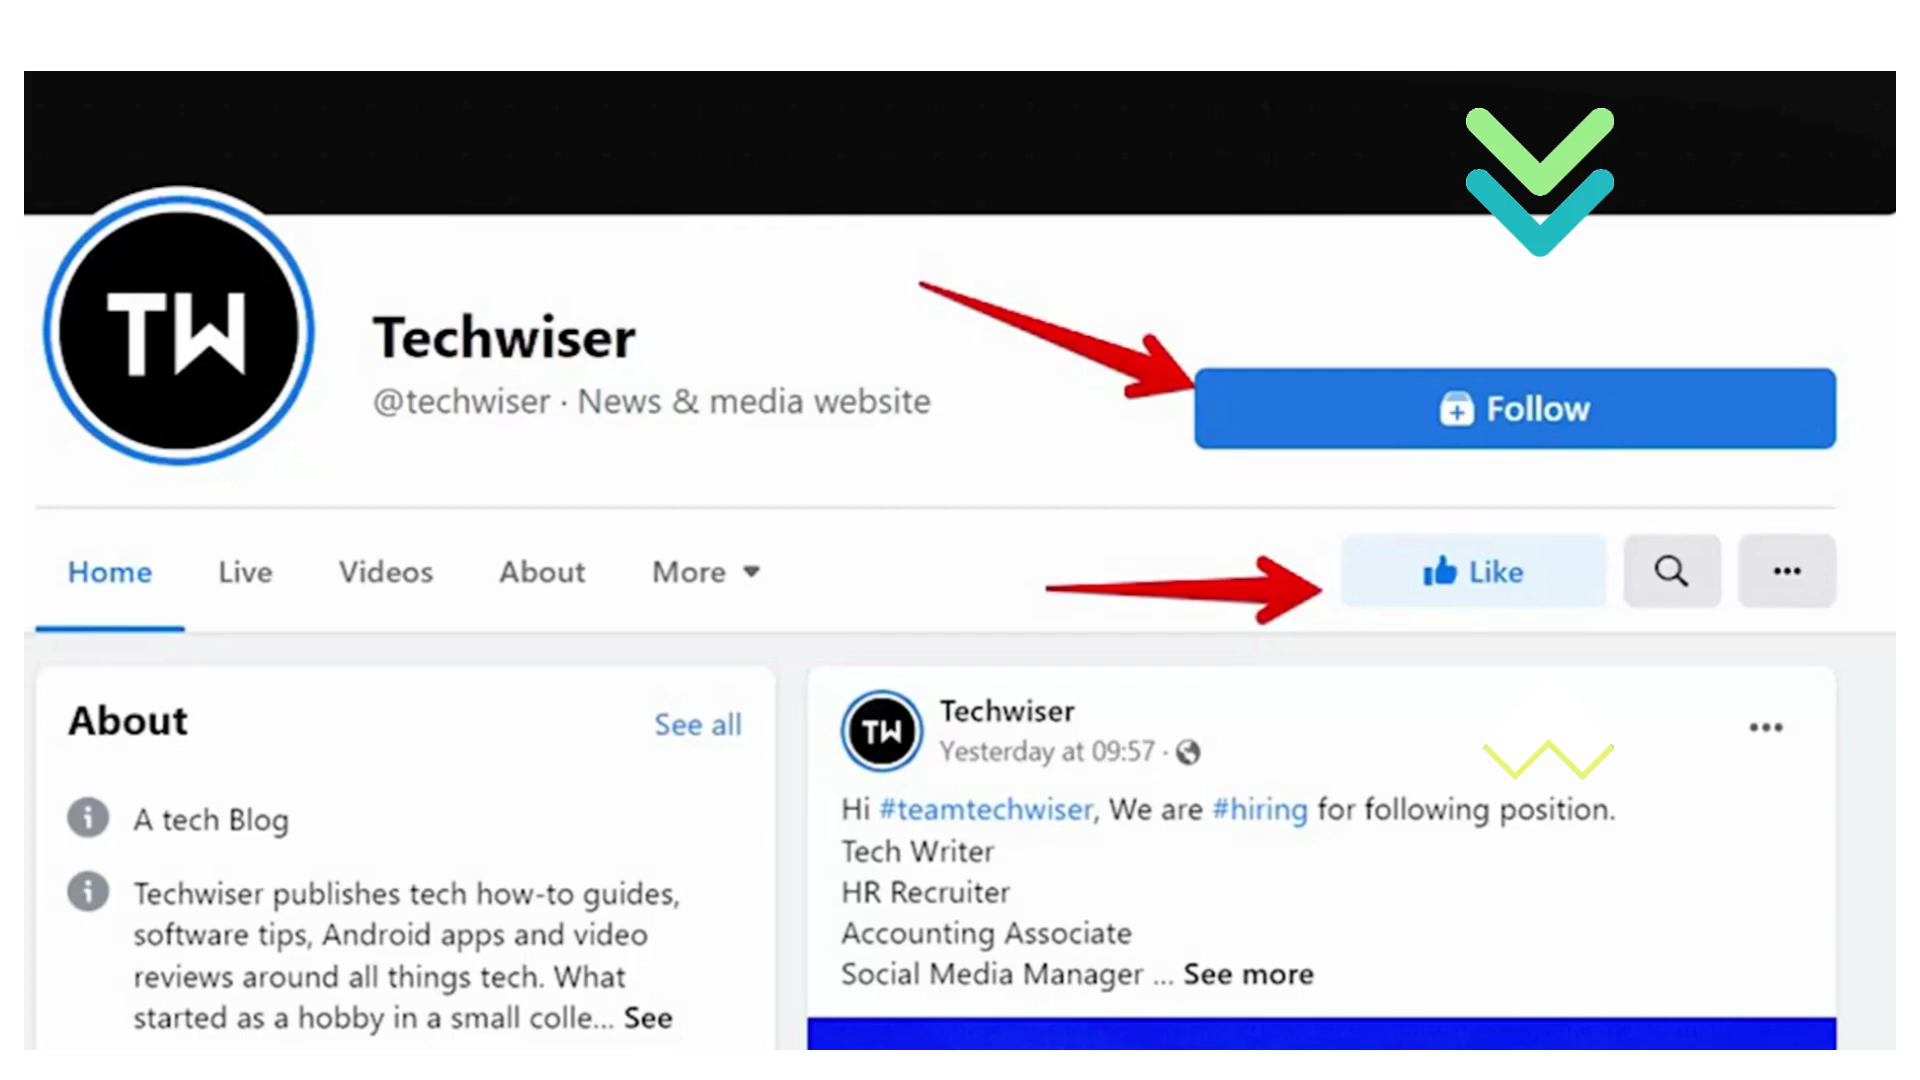 TW
Techwiser
@techwiser · News & media website
Follow
Home Live Videos About More
Like
About See all
A tech Blog
Techwiser publishes tech how-to guides,
software tips, Android apps and video
reviews around all things tech. What
started as a hobby in a small colle... See
TW
Techwiser
Yesterday at 09:57 ·
Hi #teamtechwiser, We are #hiring for following position.
Tech Writer
HR Recruiter
Accounting Associate
Social Media Manager ... See more